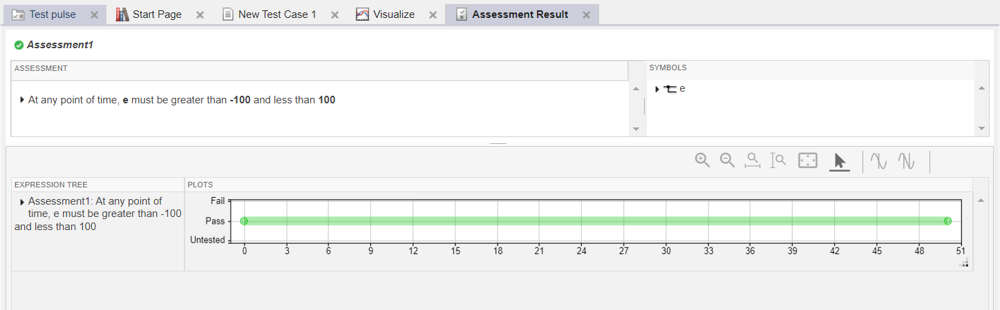 Test pulse
Start Page
New Test Case 1
Visualize
Assessment Result
Assessment1
ASSESSMENT
SYMBOLS
At any point of time, e must be greater than -100 and less than 100
e
EXPRESSION TREE
PLOTS
Assessment1: At any point of
time, e must be greater than -100
and less than 100
Fail
Pass
Untested
0 3 6 9 12 15 18 21 24 27 30 33 36 39 42 45 48 51